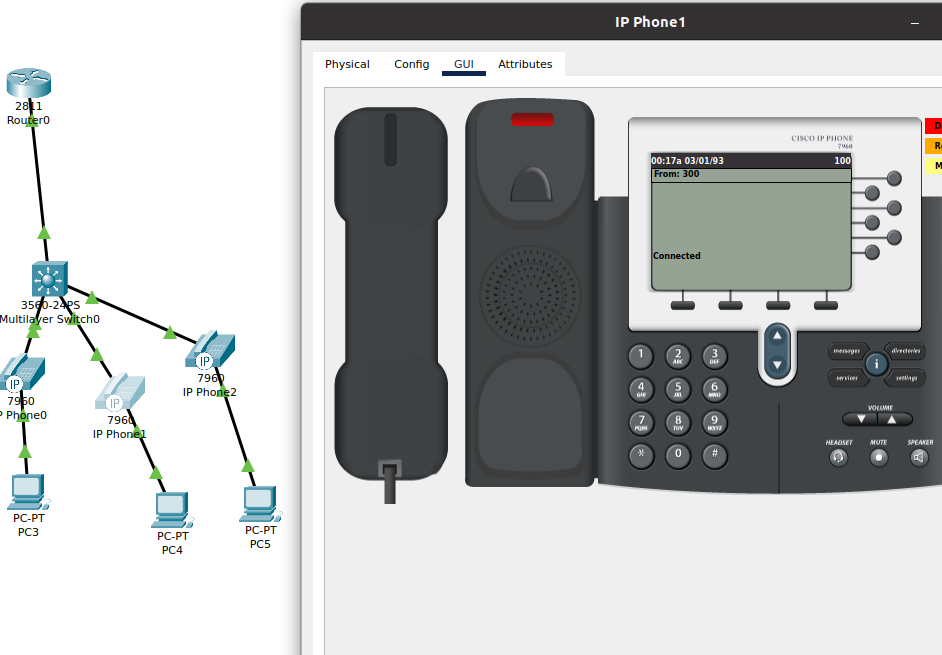 IP Phone1
Physical
Config
GUI
Attributes
2811
Router0
3560-24PS
Multilayer Switch0
7960
P Phone0
7960
IP Phone1
7960
IP Phone2
PC-PT
PC3
PC-PT
PC4
PC-PT
PC5
CISCO IP PHONE
7960
00:17a 03/01/93
100
From: 300
Connected
D
Re
M
1
2
ABC
3
DEF
4
GHI
5
JKL
6
MNO
7
PQRS
8
TUV
9
WXYZ
*
0
#
messages
directories
i
services
settings
VOLUME
HEADSET
MUTE
SPEAKER
IP
IP
IP